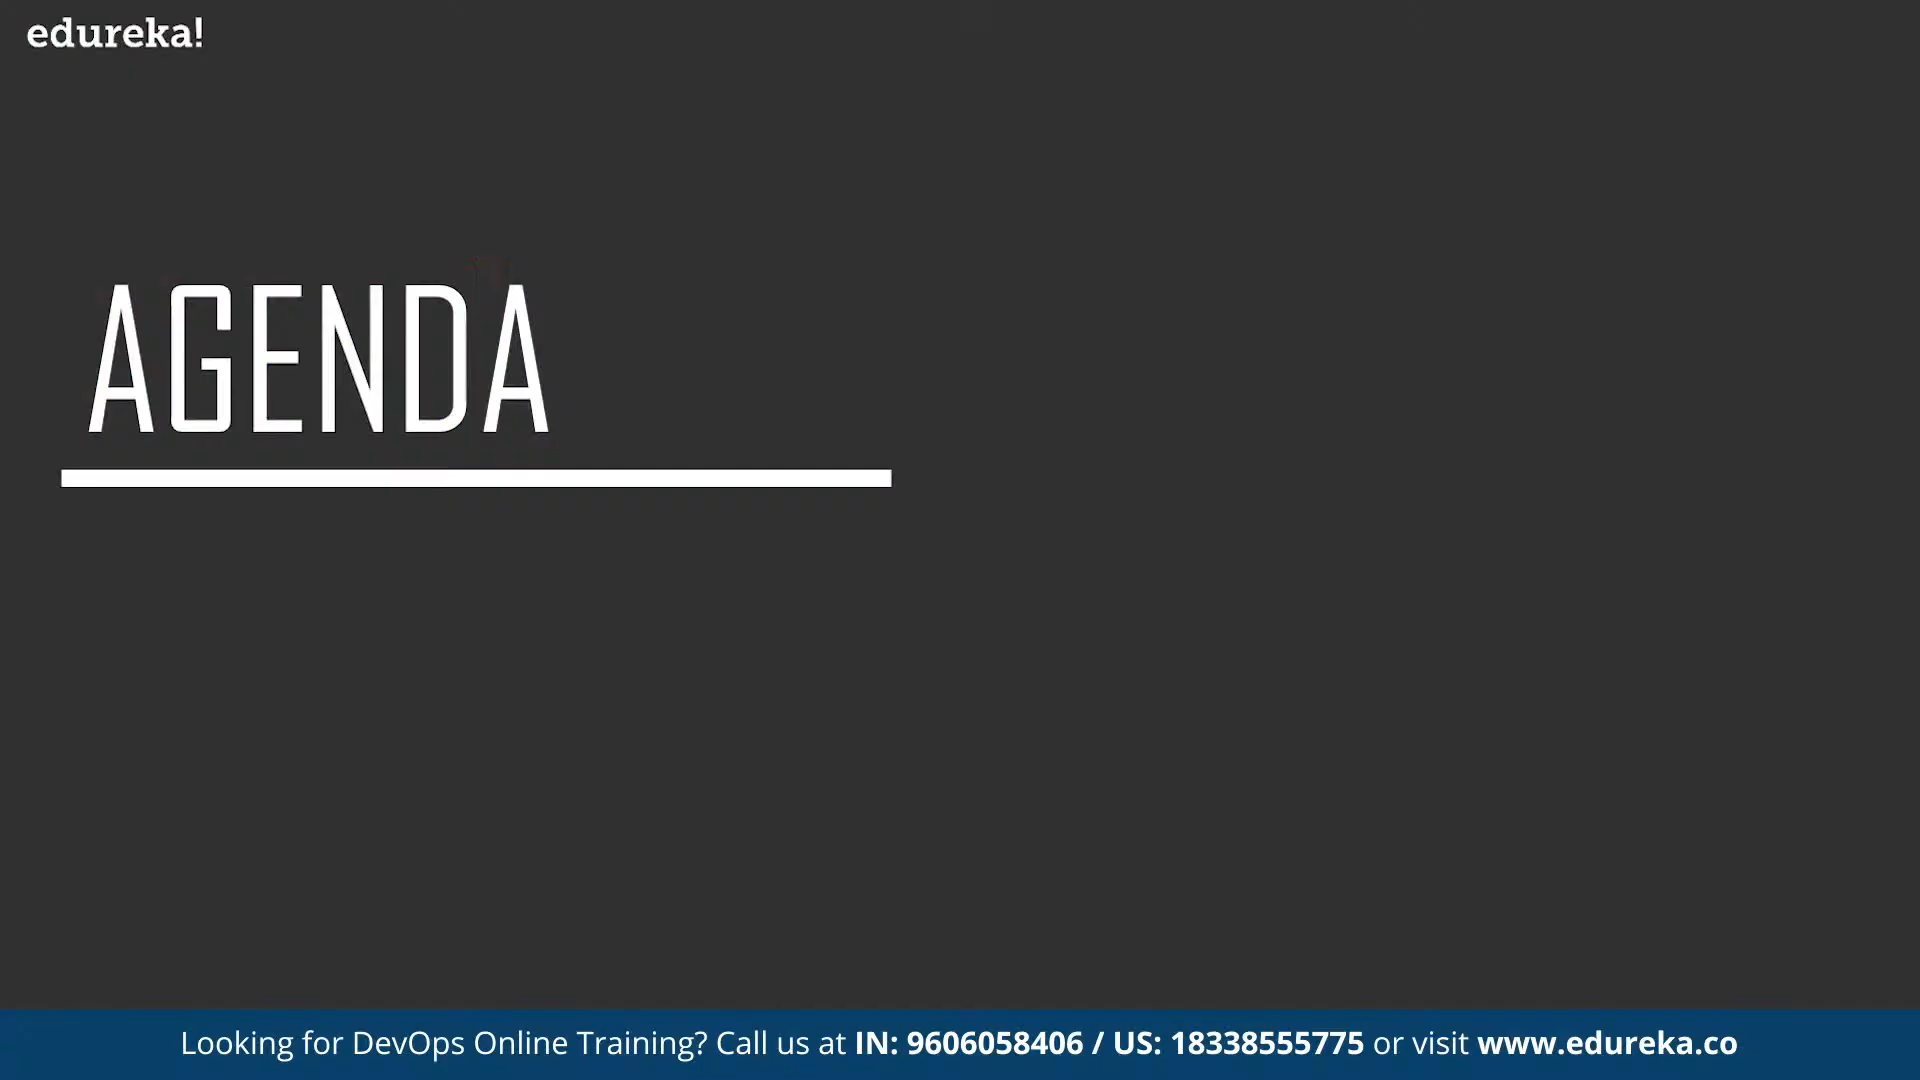 edureka!
AGENDA
Looking for DevOps Online Training? Call us at IN: 9606058406 / US: 18338555775 or visit www.edureka.co